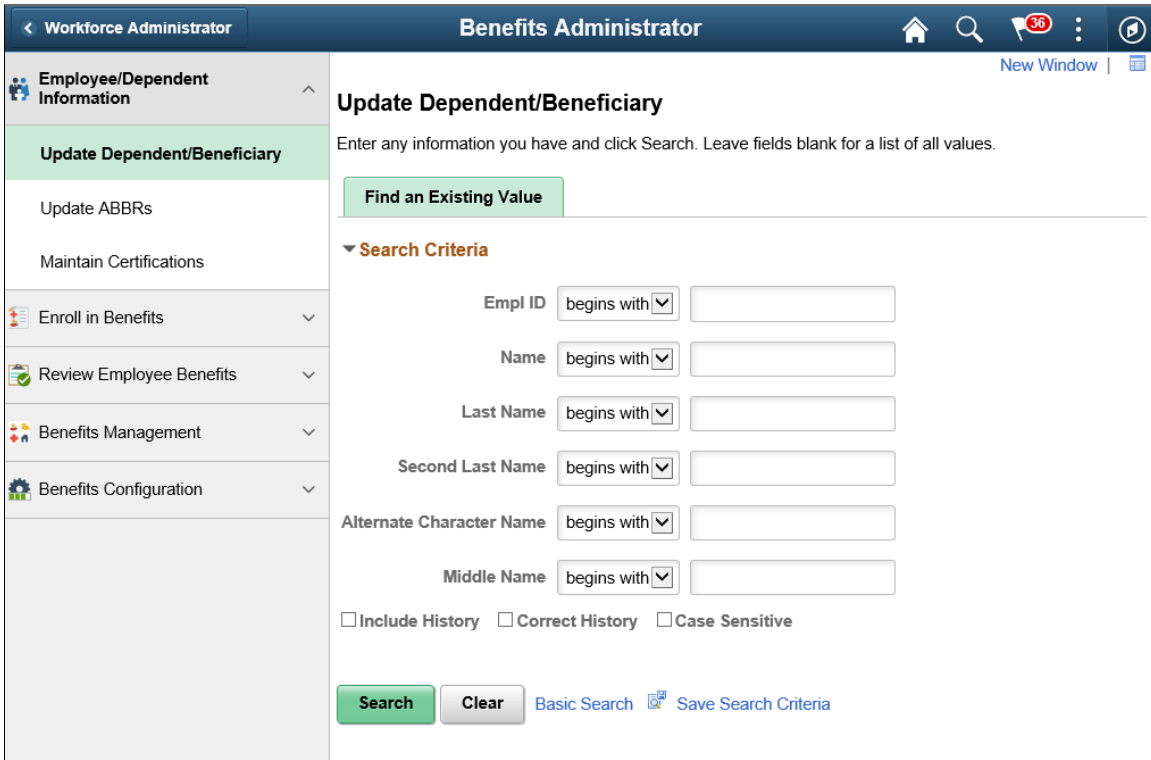 Workforce Administrator
Benefits Administrator
36
New Window |
Employee/Dependent
Information
Update Dependent/Beneficiary
Update ABBRs
Maintain Certifications
Enroll in Benefits
Review Employee Benefits
Benefits Management
Benefits Configuration
Update Dependent/Beneficiary
Enter any information you have and click Search. Leave fields blank for a list of all values.
Find an Existing Value
Search Criteria
Empl ID begins with
Name begins with
Last Name begins with
Second Last Name begins with
Alternate Character Name begins with
Middle Name begins with
Include History Correct History Case Sensitive
Search Clear Basic Search Save Search Criteria